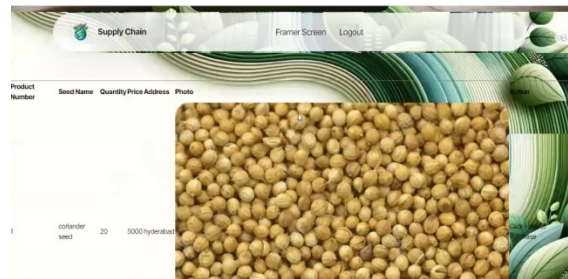 Supply Chain Framer Screen Logout
Product Number Seed Name Quantity Price Address Photo
1 coriander seed 20 5000 hyderabad